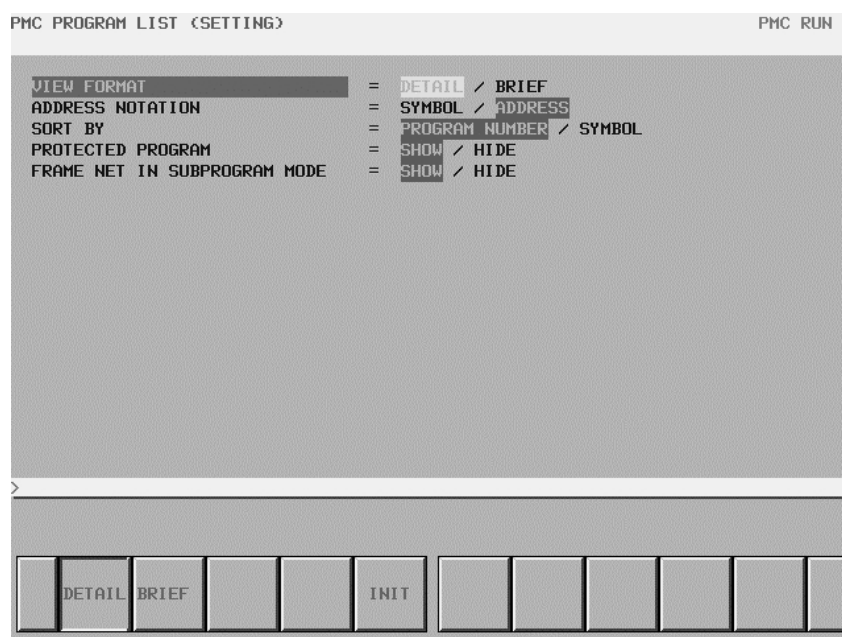 PMC PROGRAM LIST (SETTING) PMC RUN
VIEW FORMAT = DETAIL / BRIEF
ADDRESS NOTATION = SYMBOL / ADDRESS
SORT BY = PROGRAM NUMBER / SYMBOL
PROTECTED PROGRAM = SHOW / HIDE
FRAME NET IN SUBPROGRAM MODE = SHOW / HIDE
>
DETAIL BRIEF INIT